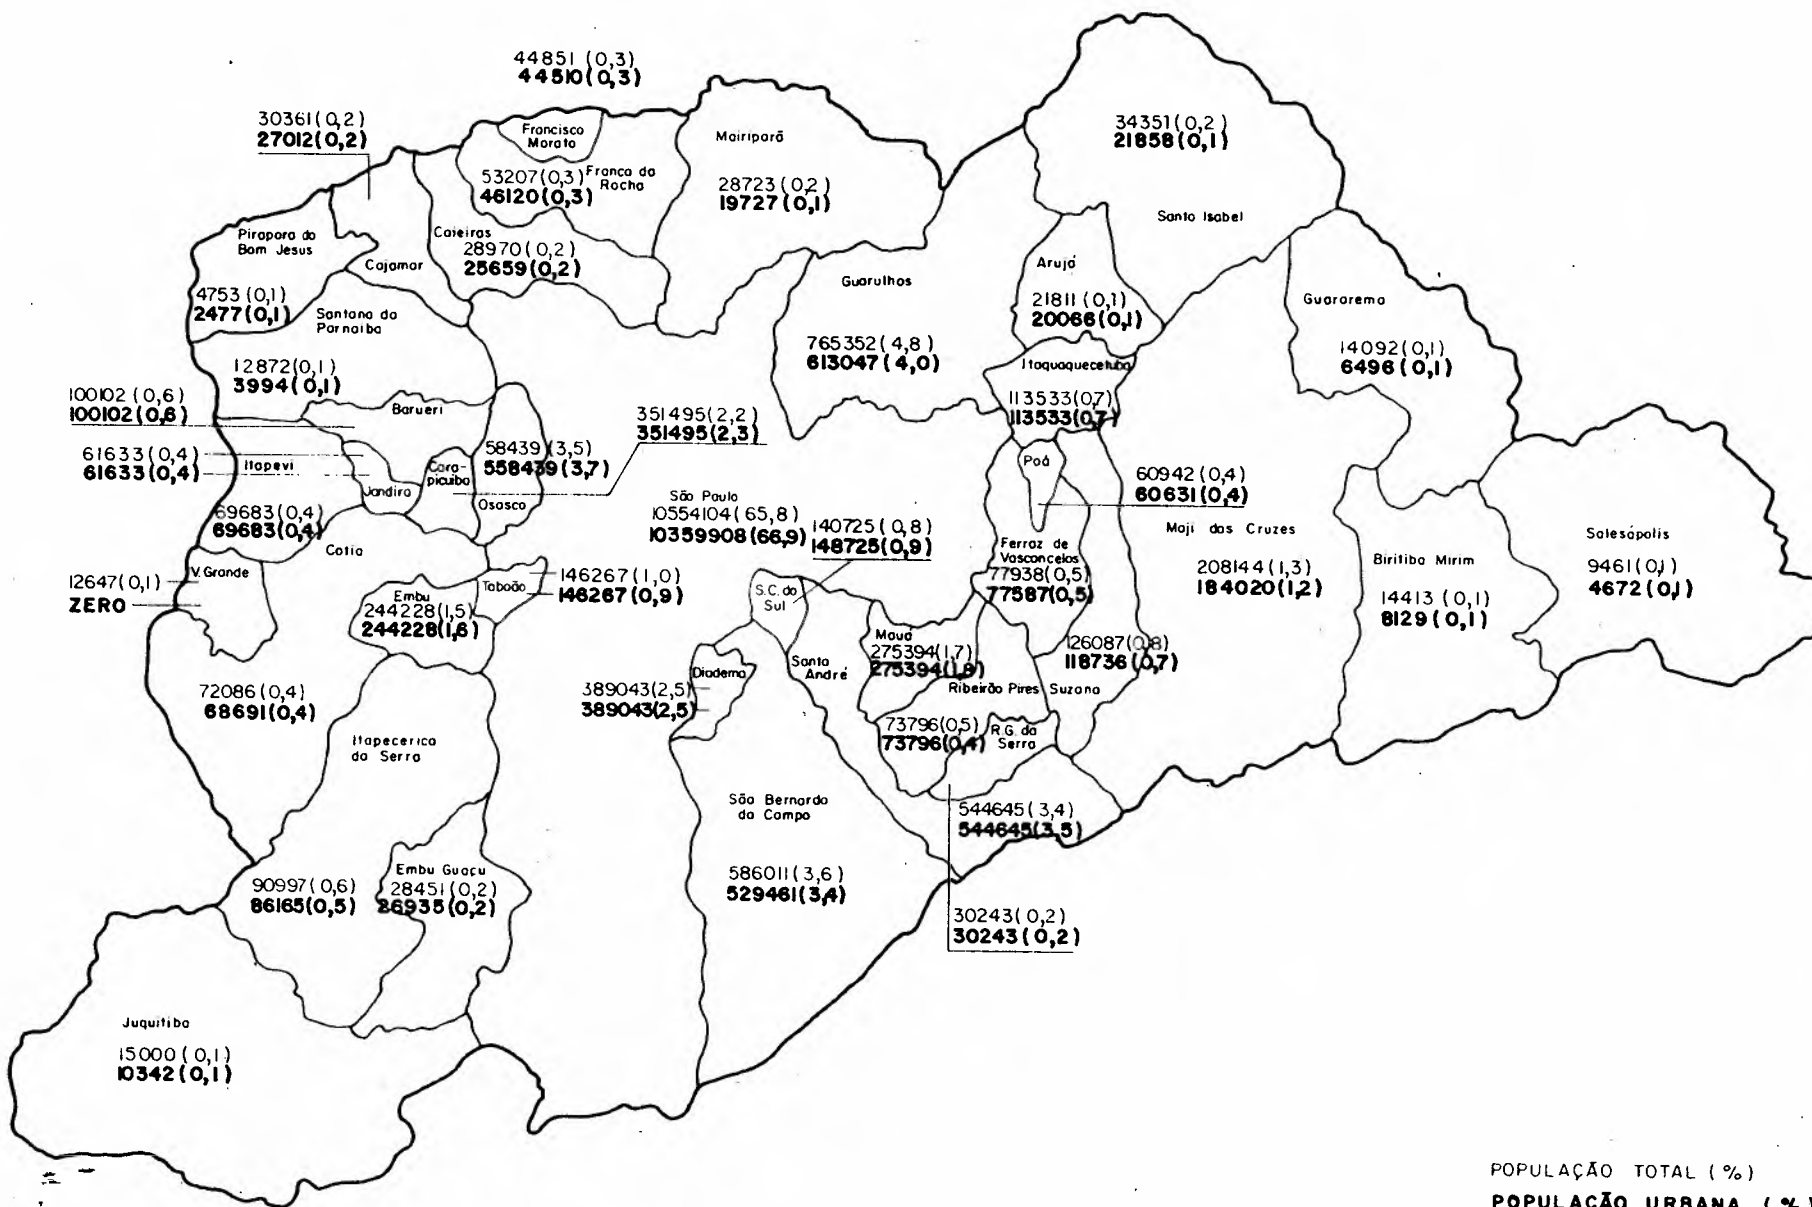 44851 (0,3)
44510(0,3)
30361(0,2)
27012(0,2)
Francisco
Morato
Mairiparã
34351(0,2)
21858(0,1)
53207(0,3)
46120(0,3)
Franca da
Rocha
28723(0,2)
19727(0,1)
Santo Isabel
Pirapora do
Bom Jesus
Caieiras
28970(0,2)
25659(0,2)
Cajamar
Guarulhos
Arujá
Guararema
4753(0,1)
2477(0,1)
Santana da
Parnaiba
21811(0,1)
20066(0,1)
765352(4,8)
613047(4,0)
14092(0,1)
6496(0,1)
12872(0,1)
3994(0,1)
Itaquaquecetuba
113533(0,7)
113533(0,7)
100102(0,6)
100102(0,6)
Barueri
351495(2,2)
351495(2,3)
61633(0,4)
61633(0,4)
Itapevi
58439(3,5)
558439(3,7)
Cara-
picuiba
Jandira
Osasco
Poá
60942(0,4)
60631(0,4)
São Paulo
10554104(65,8)
10359908(66,9)
69683(0,4)
69683(0,4)
Cotia
140725(0,8)
148725(0,9)
Ferraz de
Vasconcelos
77938(0,5)
77587(0,5)
Moji das Cruzes
208144(1,3)
184020(1,2)
Biritiba Mirim
14413(0,1)
8129(0,1)
Salesópolis
9461(0,1)
4672(0,1)
V. Grande
12647(0,1)
ZERO
Embu
244228(1,5)
244228(1,6)
Taboão
146267(1,0)
146267(0,9)
S.C. do
Sul
Mauá
275394(1,7)
275394(1,8)
126087(0,8)
118736(0,7)
Diadema
389043(2,5)
389043(2,5)
Santo
André
Ribeirão Pires
Suzana
72086(0,4)
68691(0,4)
73796(0,5)
73796(0,4)
R.G. da
Serra
Itapecerica
da Serra
São Bernardo
da Campo
544645(3,4)
544645(3,5)
586011(3,6)
529461(3,4)
90997(0,6)
86165(0,5)
Embu Guaçu
28451(0,2)
26935(0,2)
30243(0,2)
30243(0,2)
Juquitiba
15000(0,1)
10342(0,1)
POPULAÇÃO TOTAL (%)
POPULAÇÃO URBANA (%)